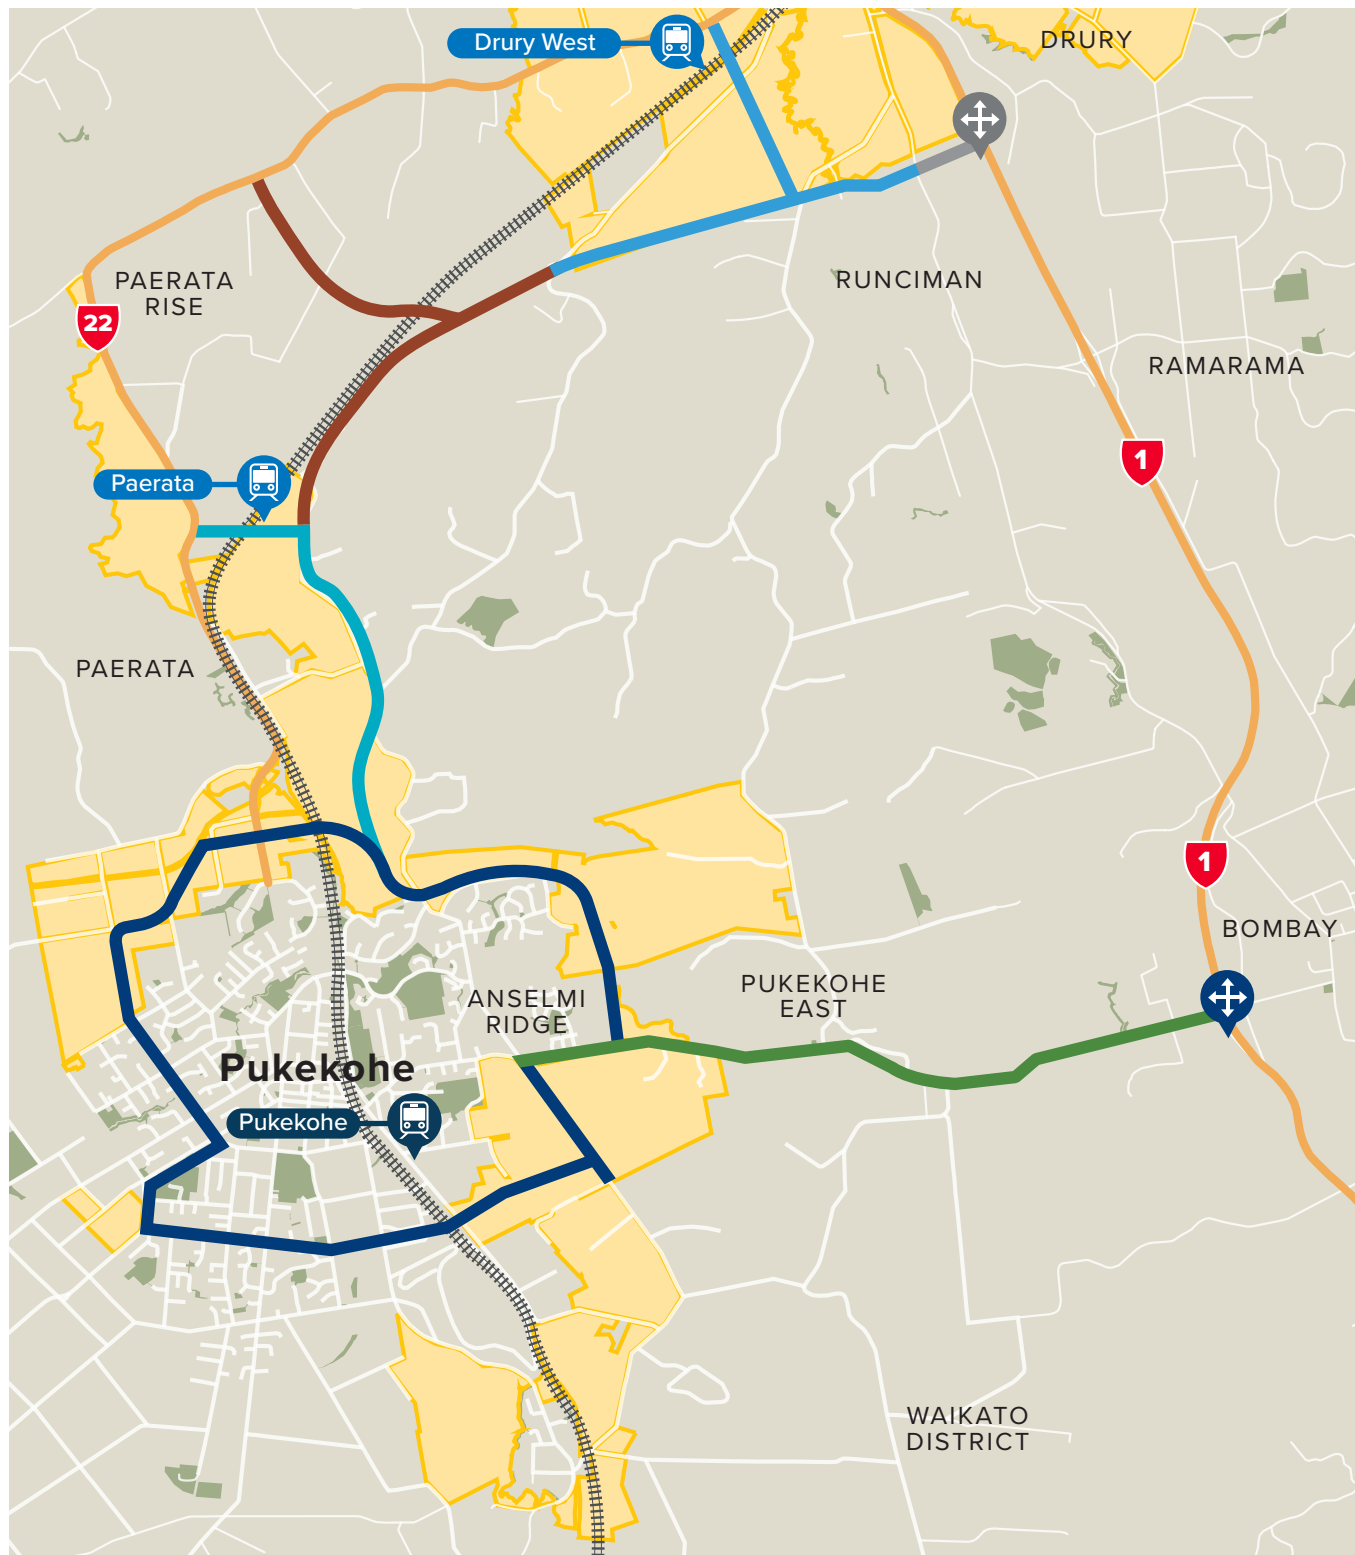 Drury West
DRURY
PAERATA
RISE
RUNCIMAN
22
RAMARAMA
1
Paerata
PAERATA
1
BOMBAY
PUKEKOHE
EAST
ANSELMI
RIDGE
Pukekohe
Pukekohe
WAIKATO
DISTRICT